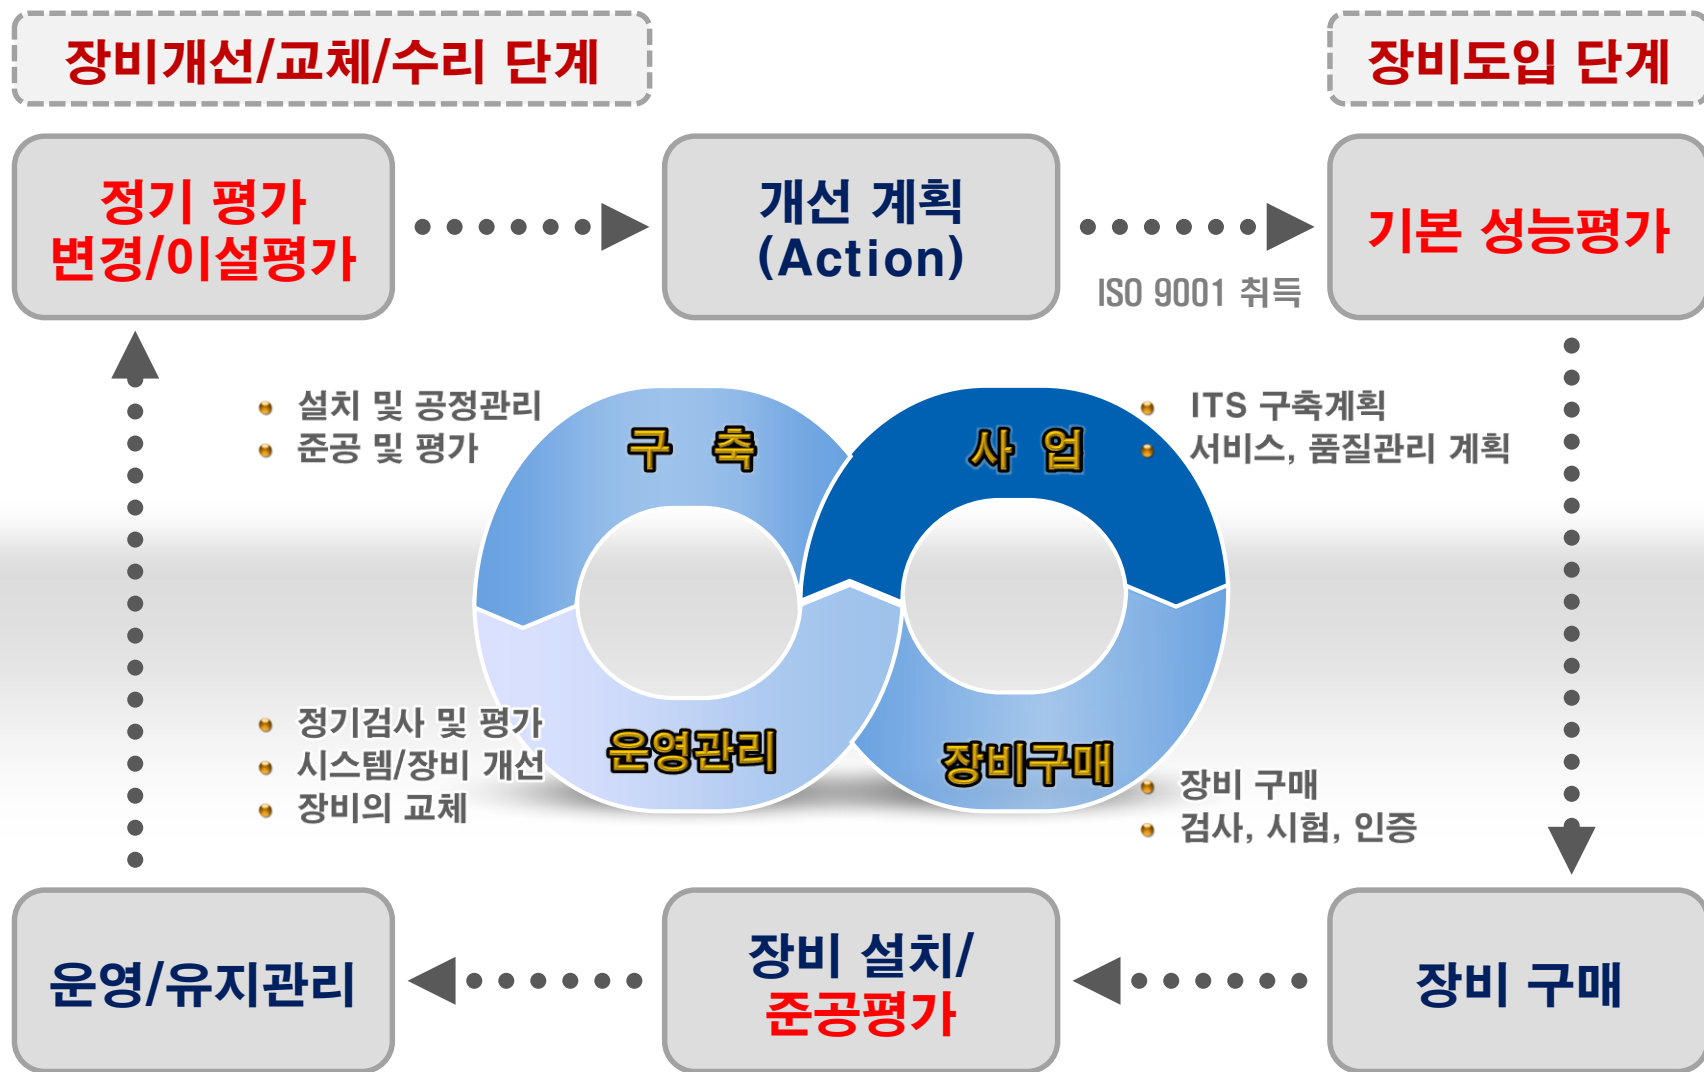 장비개선/교체/수리 단계
장비도입 단계
정기 평가
변경/이설평가
개선 계획
(Action)
ISO 9001 취득
기본 성능평가
설치 및 공정관리
준공 및 평가
구 축
사 업
ITS 구축계획
서비스, 품질관리 계획
정기검사 및 평가
시스템/장비 개선
장비의 교체
운영관리
장비구매
장비 구매
검사, 시험, 인증
운영/유지관리
장비 설치/
준공평가
장비 구매